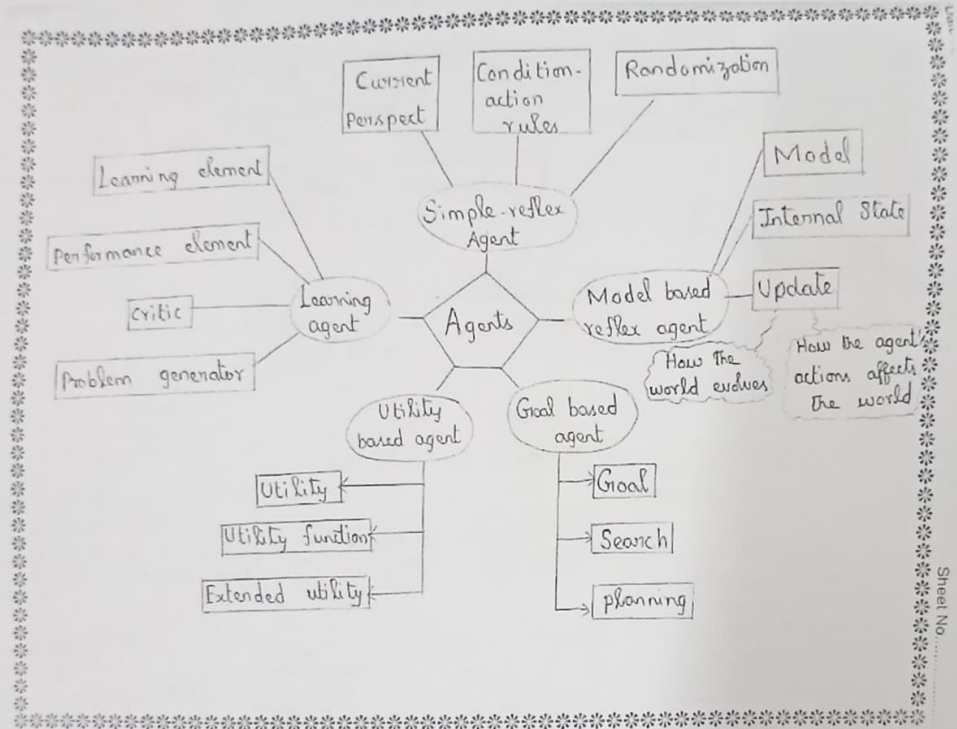 Current
Perspect
Condition-
action
rules
Randomization
Model
Internal State
Update
How the
world evolves
How the agent's
actions affects
the world
Learning element
Performance element
Critic
Problem generator
Simple-reflex
Agent
Learning
agent
Agents
Model based
reflex agent
Utility
based agent
Goal based
agent
Utility
Utility function
Extended utility
Goal
Search
planning
Sheet No.......